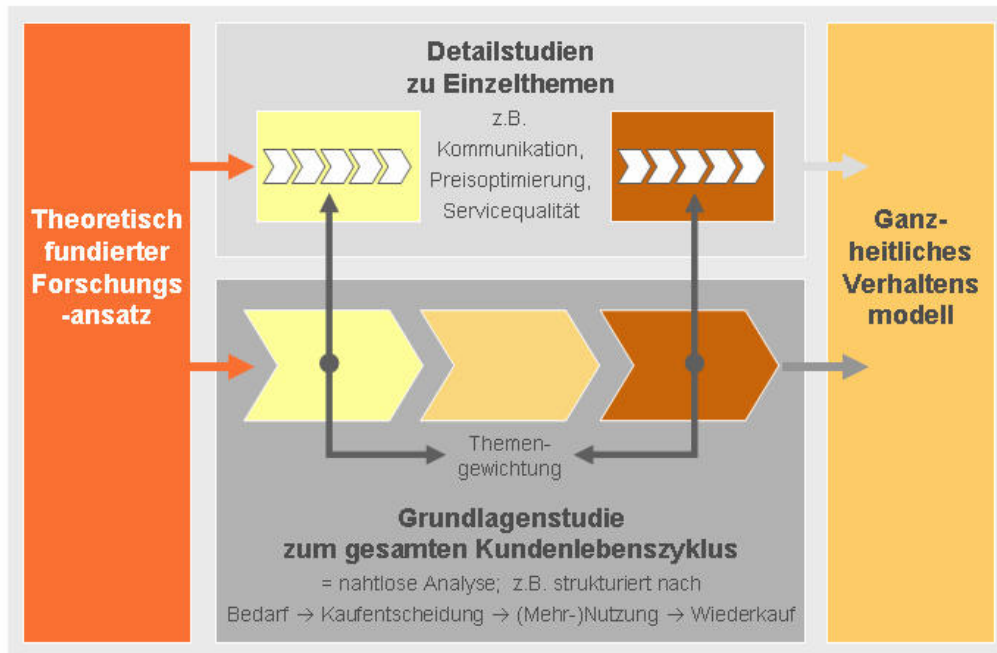 Theoretisch
fundierter
Forschungs
-ansatz
Detailstudien
zu Einzelthemen
z.B.
Kommunikation,
Preisoptimierung,
Servicequalität
Themen-
gewichtung
Grundlagenstudie
zum gesamten Kundenlebenszyklus
= nahtlose Analyse; z.B. strukturiert nach
Bedarf → Kaufentscheidung → (Mehr-)Nutzung → Wiederkauf
Ganz-
heitliches
Verhaltens
modell